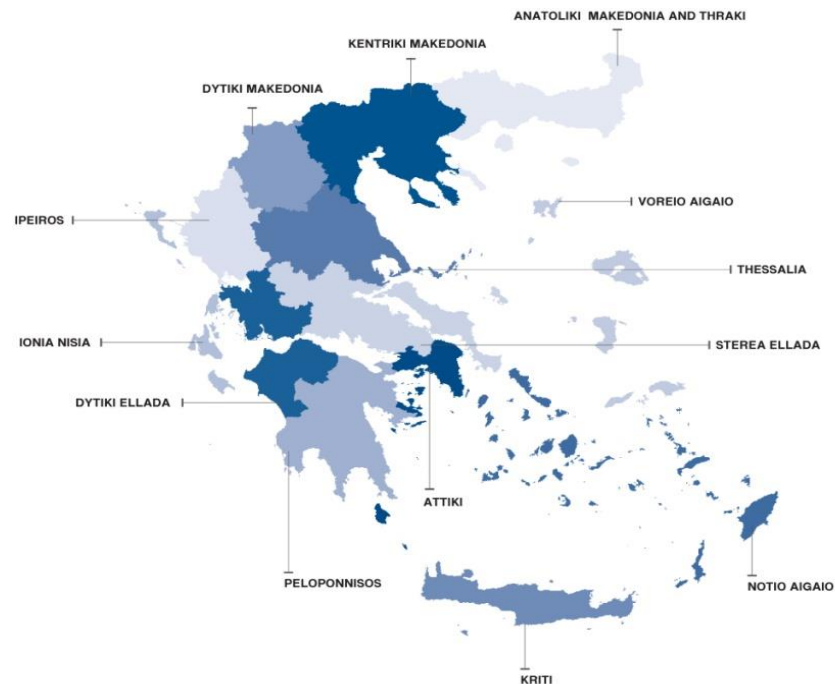 ANATOLIKI MAKEDONIA AND THRAKI
KENTRIKI MAKEDONIA
DYTIKI MAKEDONIA
VOREIO AIGAIO
IPEIROS
THESSALIA
IONIA NISIA
STEREA ELLADA
DYTIKI ELLADA
ATTIKI
PELOPONNISOS
NOTIO AIGAIO
KRITI